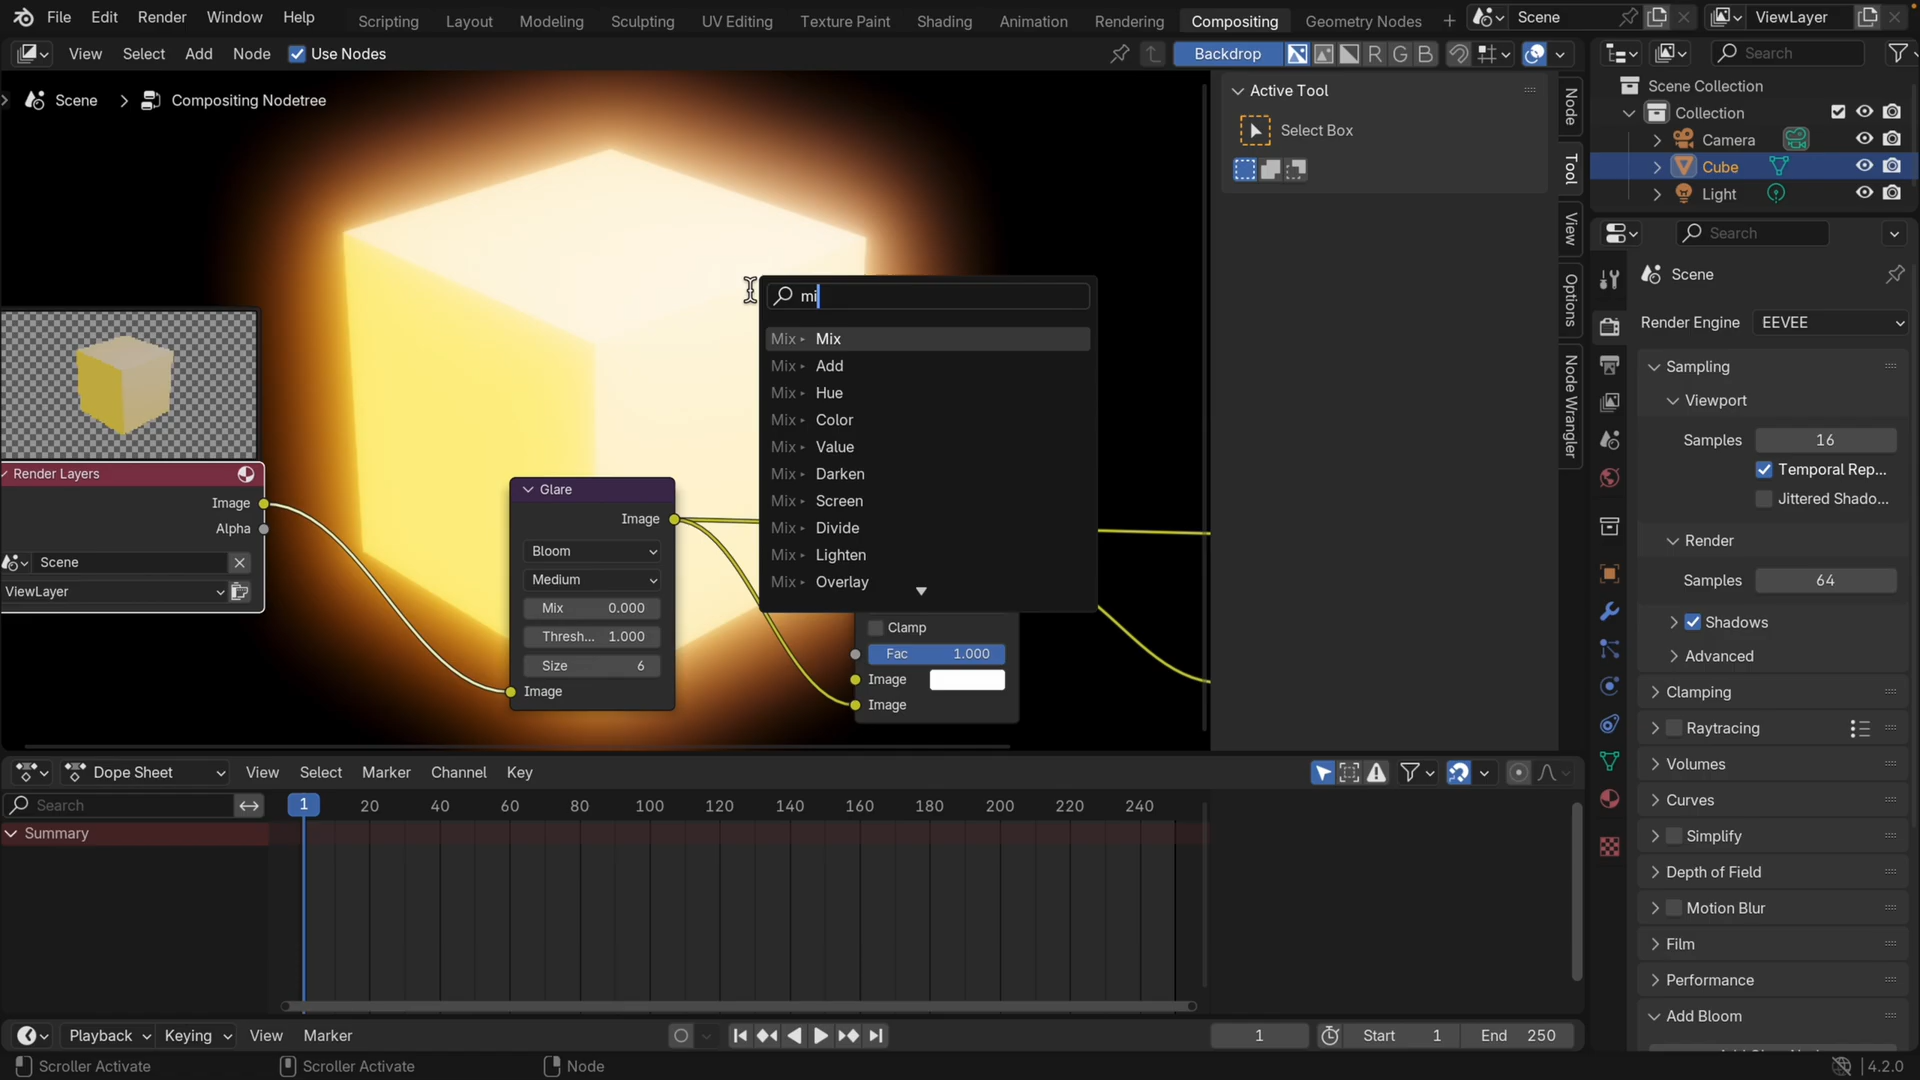 File Edit Render Window Help Scripting Layout Modeling Sculpting UV Editing Texture Paint Shading Animation Rendering Compositing Geometry Nodes Scene ViewLayer
View Select Add Node Use Nodes Backdrop R G B Search
Scene Compositing Nodetree
Active Tool
Select Box
Node
Tool
View
Options
Node Wrangler
Scene Collection
Collection
Camera
Cube
Light
Search
Scene
Render Engine EEVEE
Sampling
Viewport
Samples 16
Temporal Rep...
Jittered Shado...
Render
Samples 64
Shadows
Advanced
Clamping
Raytracing
Volumes
Curves
Simplify
Depth of Field
Motion Blur
Film
Performance
Add Bloom
mi
Mix Mix
Mix Add
Mix Hue
Mix Color
Mix Value
Mix Darken
Mix Screen
Mix Divide
Mix Lighten
Mix Overlay
Render Layers
Image
Alpha
Scene
ViewLayer
Glare
Image
Bloom
Medium
Mix 0.000
Thresh... 1.000
Size 6
Image
Clamp
Fac 1.000
Image
Image
Dope Sheet View Select Marker Channel Key
Search 1 20 40 60 80 100 120 140 160 180 200 220 240
Summary
Playback Keying View Marker 1 Start 1 End 250
Scroller Activate Scroller Activate Node 4.2.0